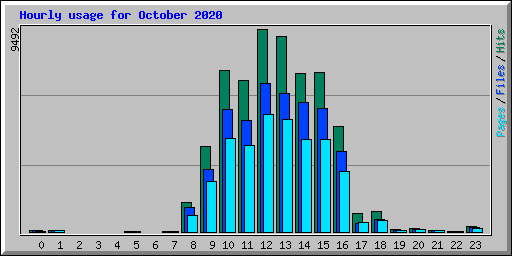 Hourly usage for October 2020
9492
Pages / Files / Hits
0 1 2 3 4 5 6 7 8 9 10 11 12 13 14 15 16 17 18 19 20 21 22 23